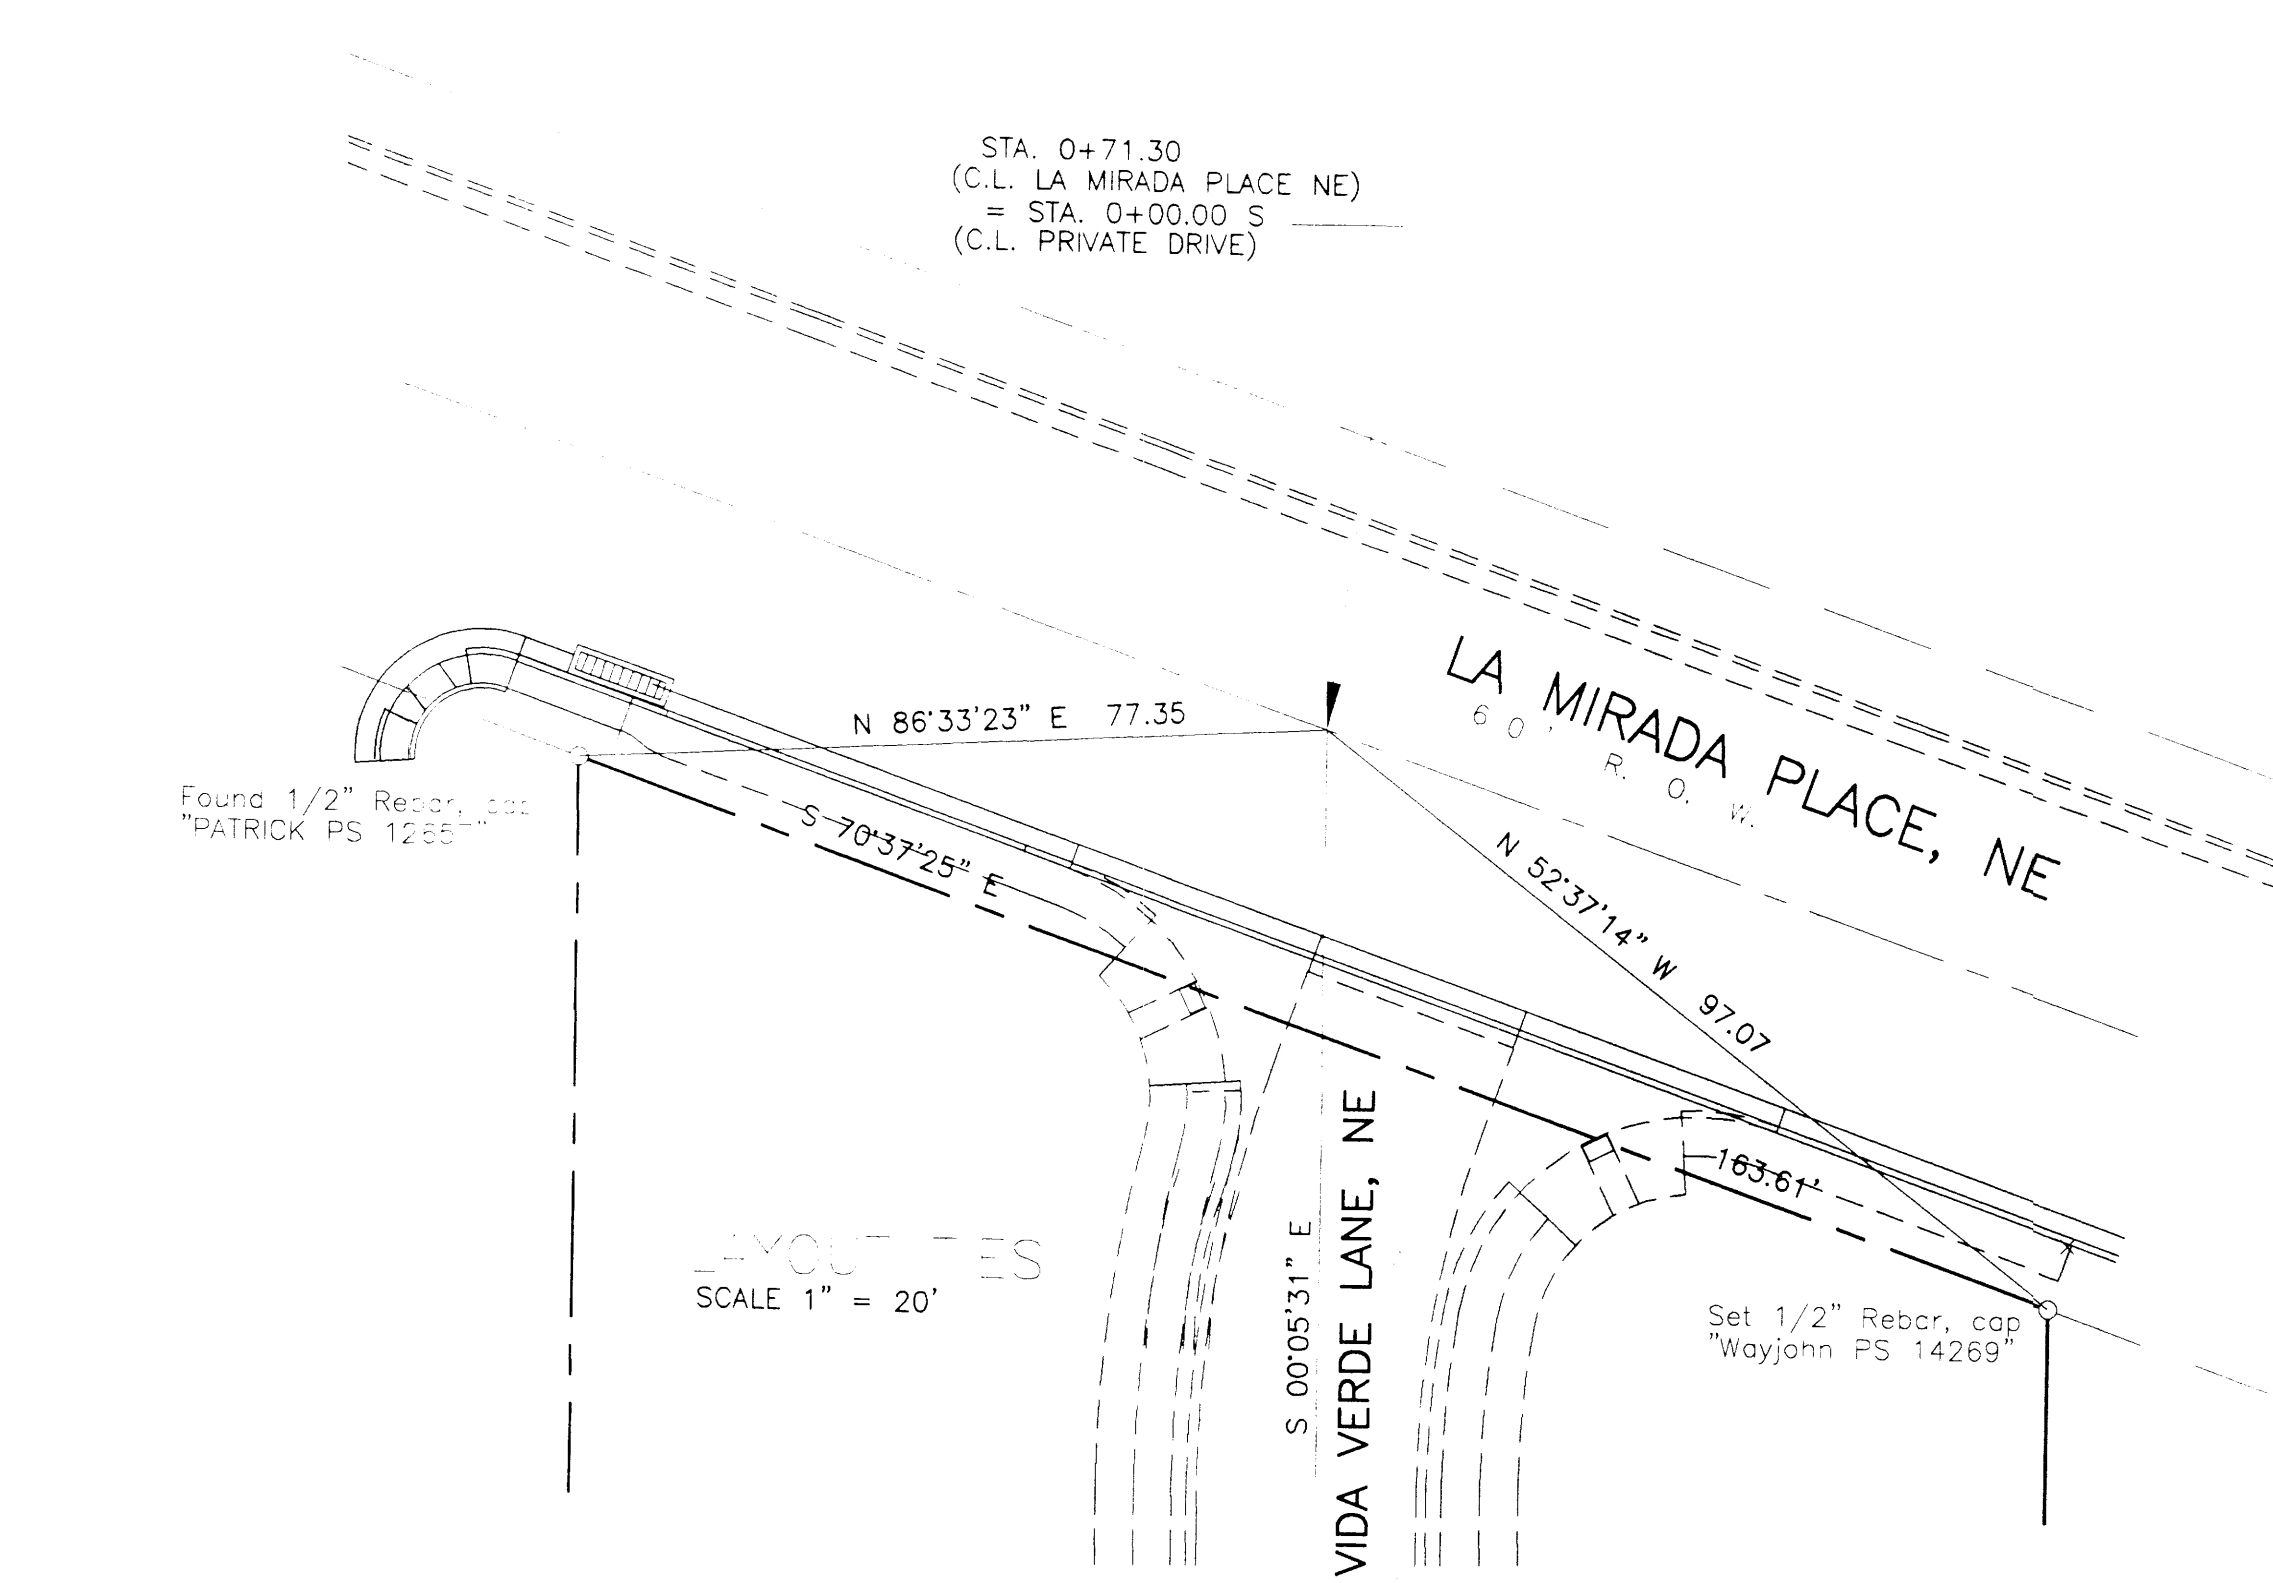 STA. 0+71.30
(C.L. LA MIRADA PLACE NE)
= STA. 0+00.00 S
(C.L. PRIVATE DRIVE)
LA MIRADA PLACE, NE
60' R.O.W.
N 86°33'23" E 77.35
Found 1/2" Rebar, cap
"PATRICK PS
S 70°37'25" E
N 52°37'14" W 97.07
163.61'
S 00°05'31" E
VIDA VERDE LANE, NE
LAYOUT TIES
SCALE 1" = 20'
Set 1/2" Rebar, cap
"Wayjohn PS 14269"